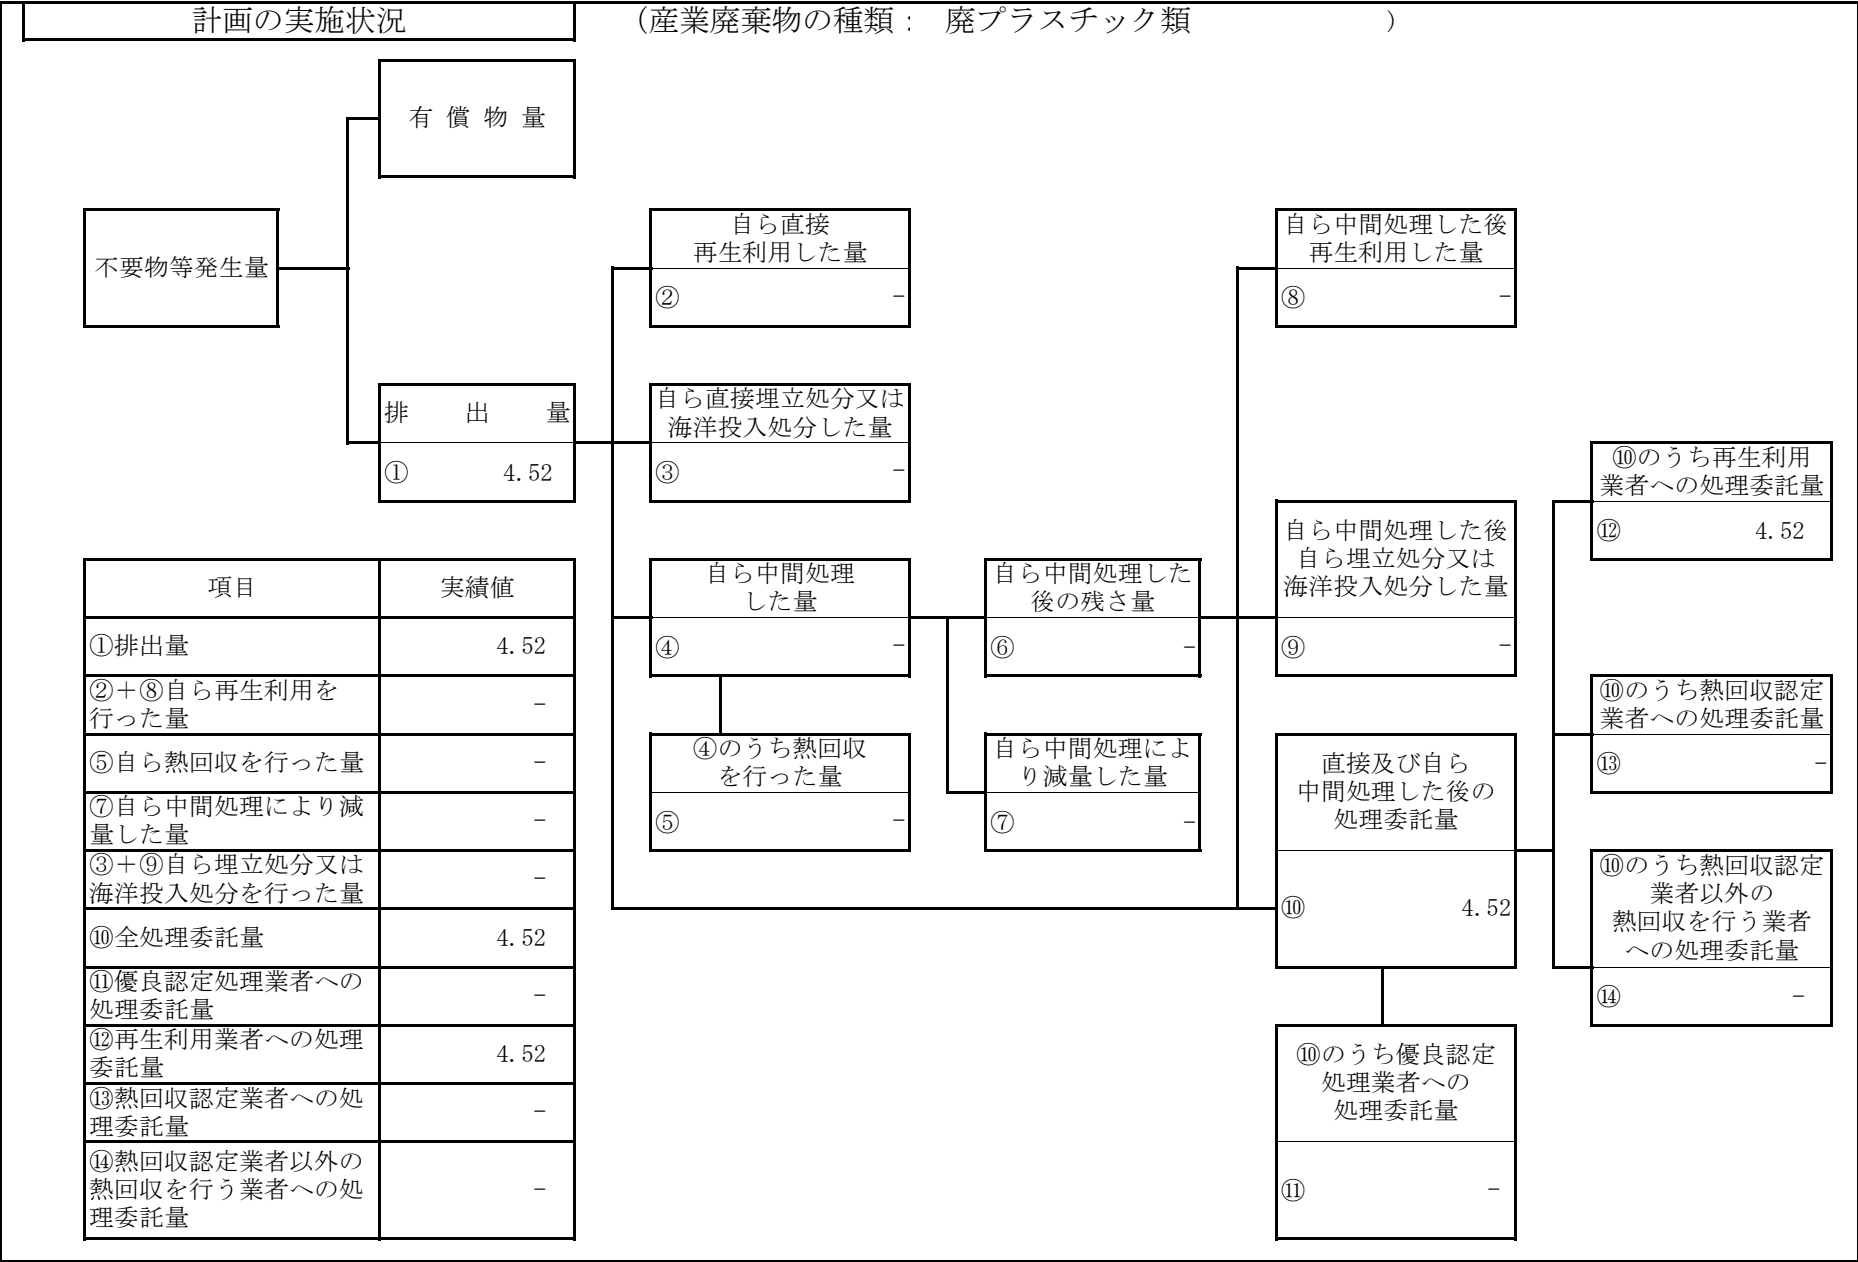 計画の実施状況
（産業廃棄物の種類： 廃プラスチック類 ）
有 償 物 量
不要物等発生量
自ら直接
再生利用した量
② -
自ら中間処理した後
再生利用した量
⑧ -
排 出 量
① 4.52
自ら直接埋立処分又は
海洋投入処分した量
③ -
⑩のうち再生利用
業者への処理委託量
⑫ 4.52
自ら中間処理した後
自ら埋立処分又は
海洋投入処分した量
⑨ -
自ら中間処理
した量
④ -
自ら中間処理した
後の残さ量
⑥ -
⑩のうち熱回収認定
業者への処理委託量
⑬ -
④のうち熱回収
を行った量
⑤ -
自ら中間処理によ
り減量した量
⑦ -
直接及び自ら
中間処理した後の
処理委託量
⑩ 4.52
⑩のうち熱回収認定
業者以外の
熱回収を行う業者
への処理委託量
⑭ -
⑩のうち優良認定
処理業者への
処理委託量
⑪ -
項目 実績値
①排出量 4.52
②＋⑧自ら再生利用を
行った量 -
⑤自ら熱回収を行った量 -
⑦自ら中間処理により減
量した量 -
③＋⑨自ら埋立処分又は
海洋投入処分を行った量 -
⑩全処理委託量 4.52
⑪優良認定処理業者への
処理委託量 -
⑫再生利用業者への処理
委託量 4.52
⑬熱回収認定業者への処
理委託量 -
⑭熱回収認定業者以外の
熱回収を行う業者への処
理委託量 -